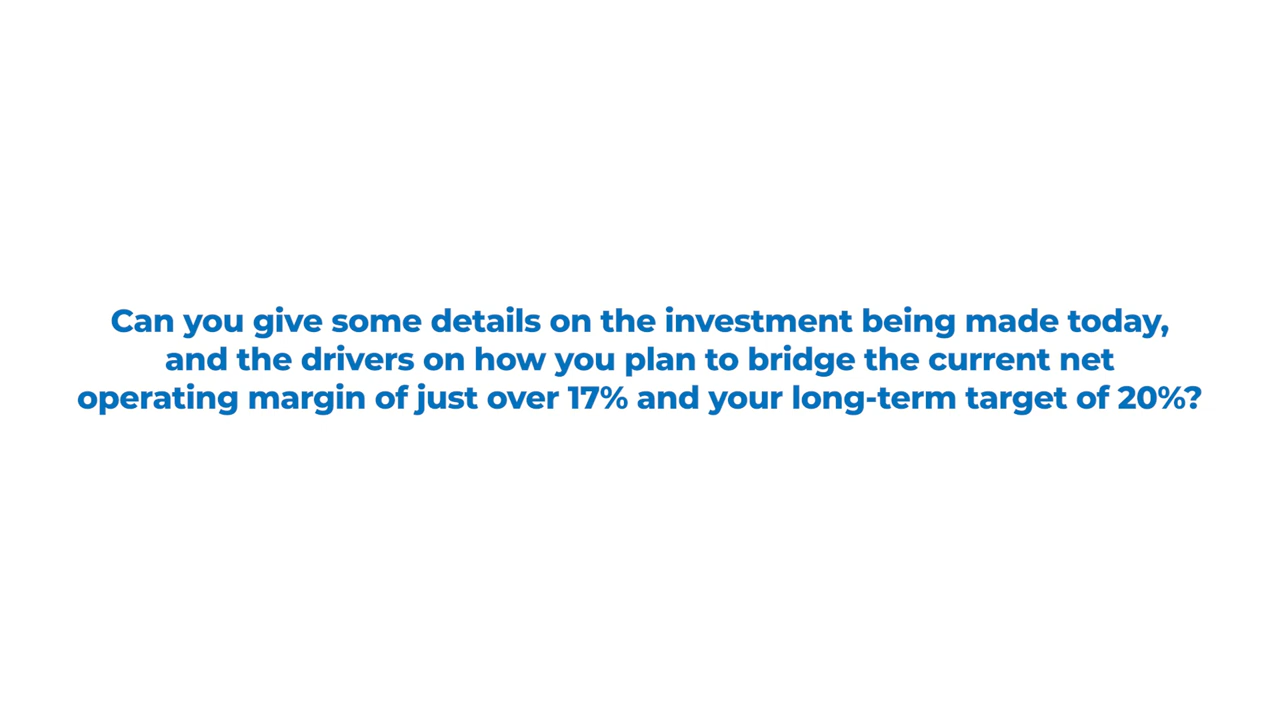 Can you give some details on the investment being made today,
and the drivers on how you plan to bridge the current net
operating margin of just over 17% and your long-term target of 20%?